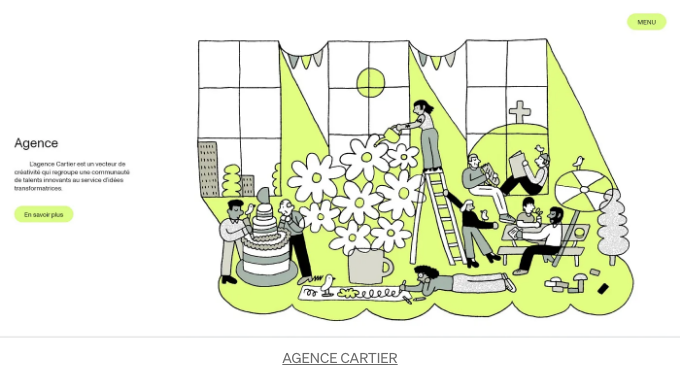 MENU
Agence
L'agence Cartier est un vecteur de
créativité qui regroupe une communauté
de talents innovants au service d'idées
transformatrices.
En savoir plus
AGENCE CARTIER